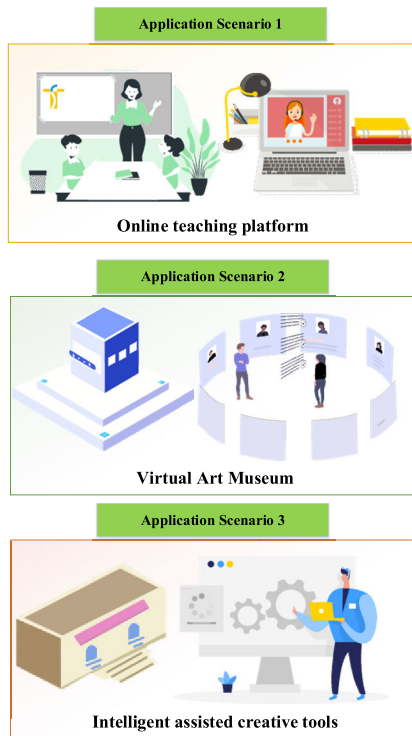 Application Scenario 1
Online teaching platform
Application Scenario 2
Virtual Art Museum
Application Scenario 3
Intelligent assisted creative tools